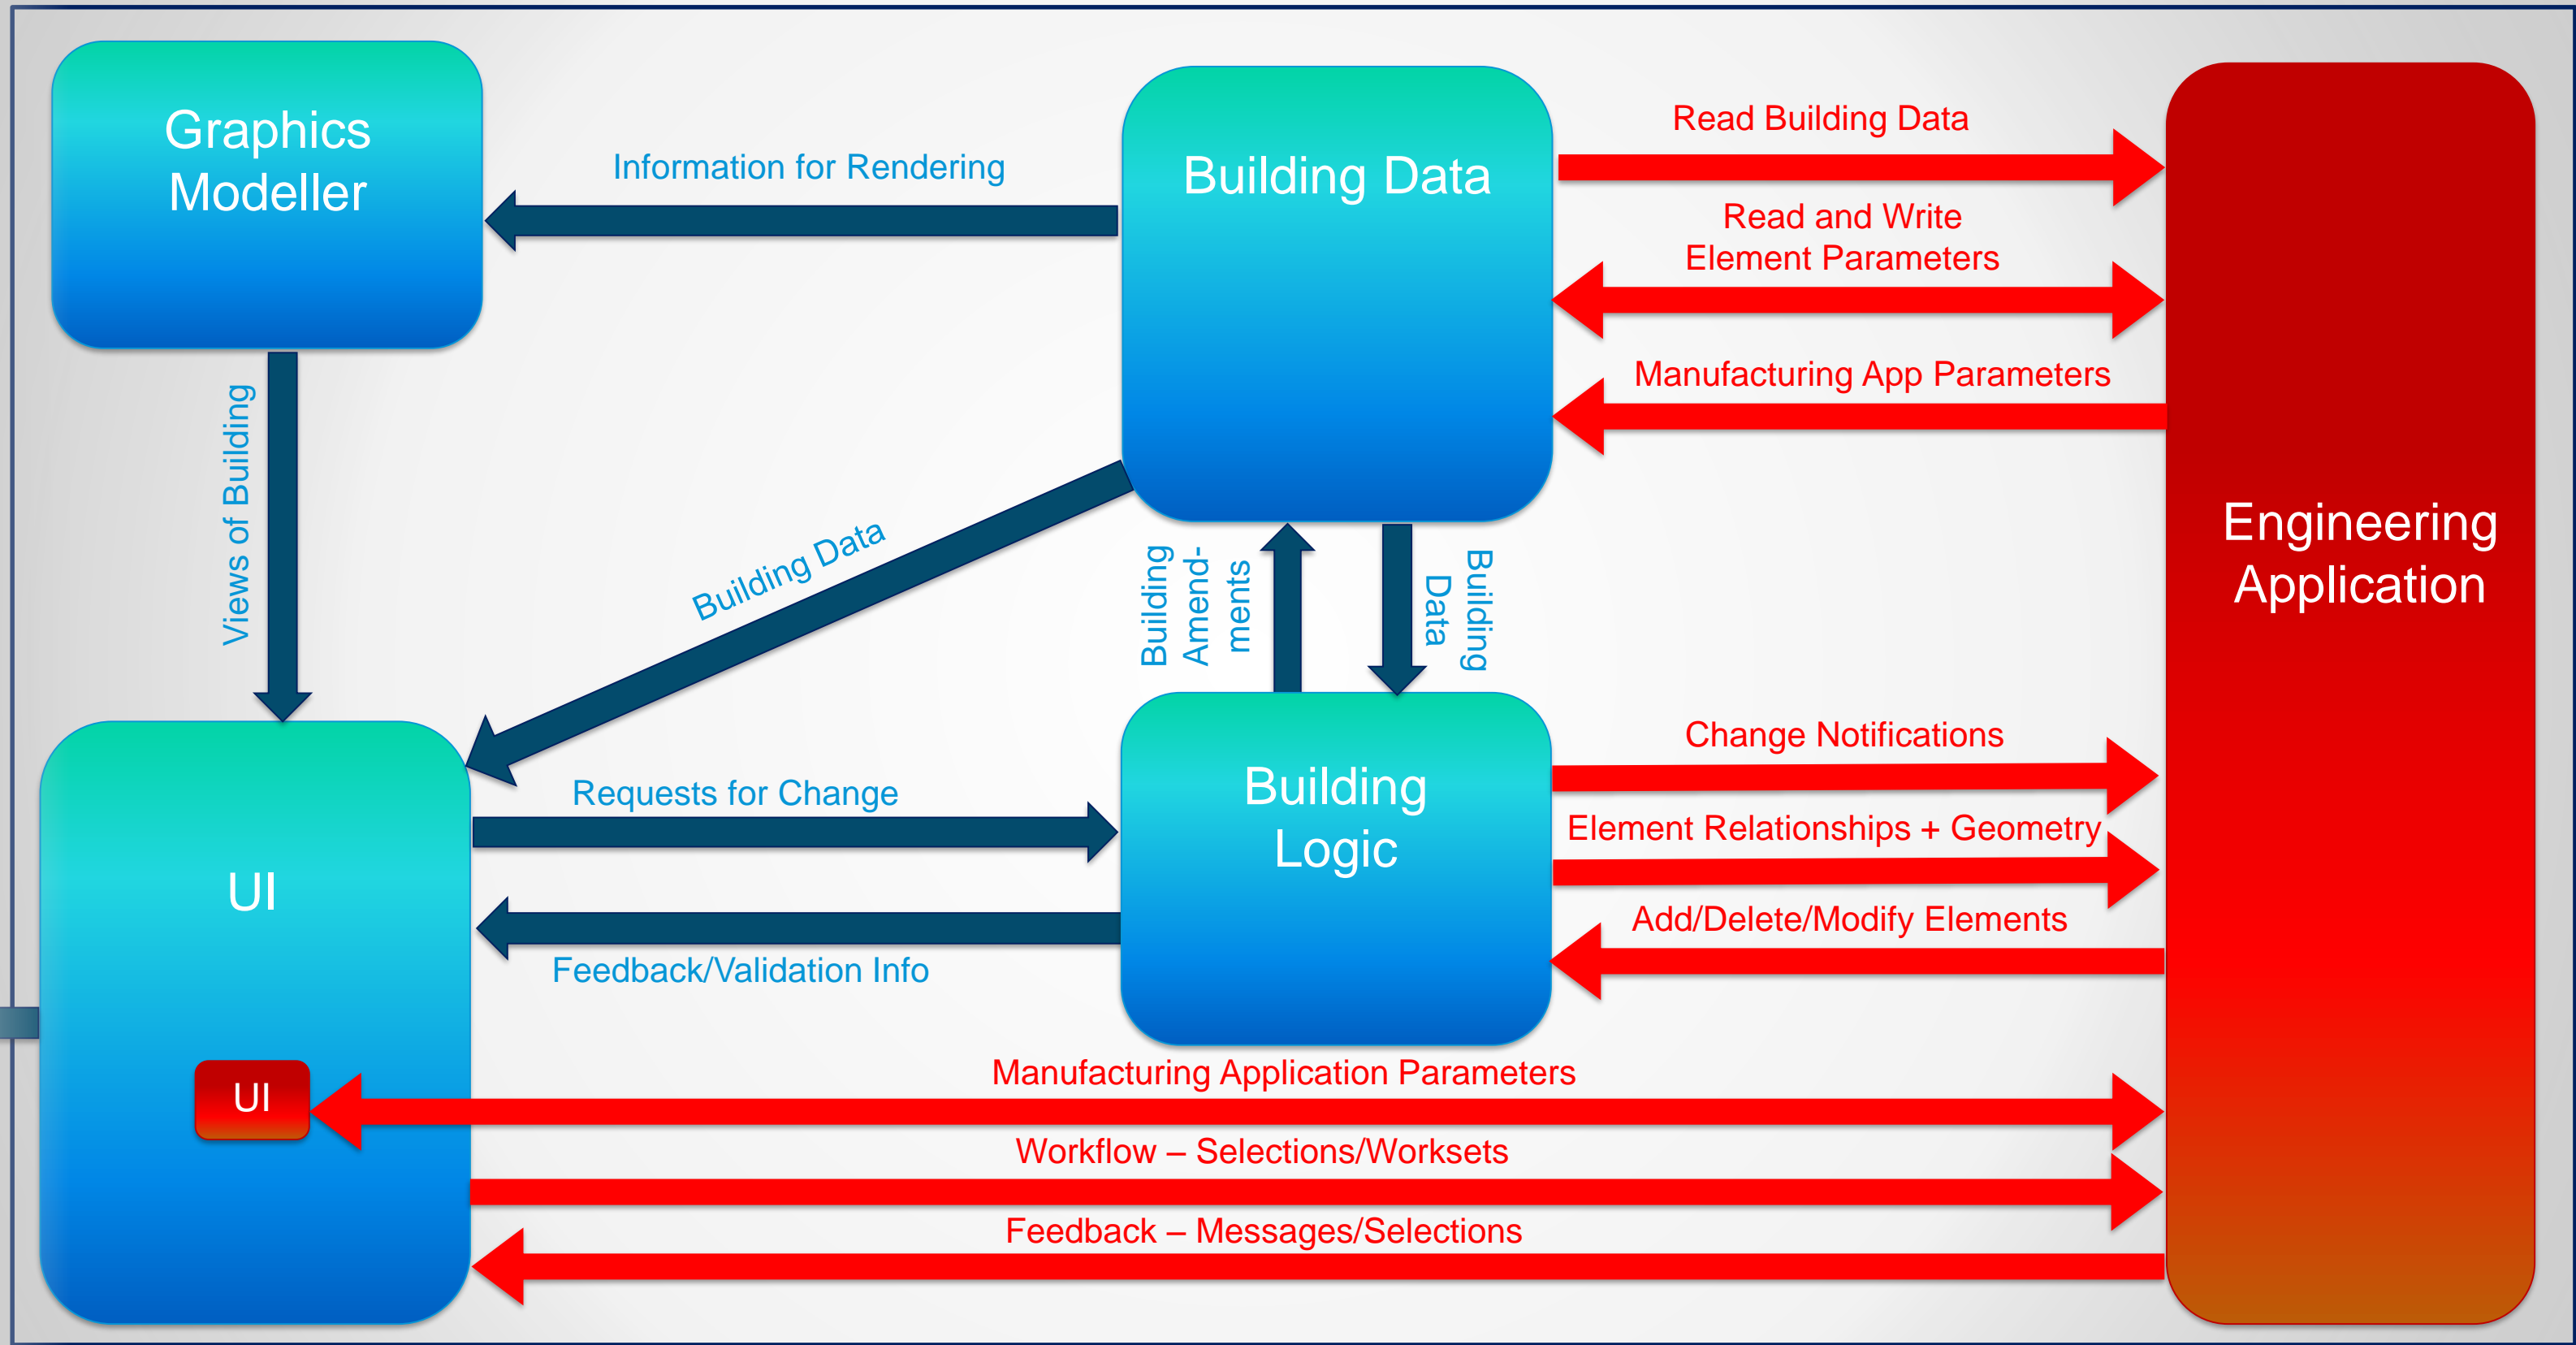 Graphics
Modeller
Information for Rendering
Building Data
Read Building Data
Read and Write
Element Parameters
Manufacturing App Parameters
Engineering
Application
Views of Building
Building Data
Building
Amend-
ments
Building
Data
Requests for Change
Feedback/Validation Info
UI
Building
Logic
Change Notifications
Element Relationships + Geometry
Add/Delete/Modify Elements
UI
Manufacturing Application Parameters
Workflow – Selections/Worksets
Feedback – Messages/Selections